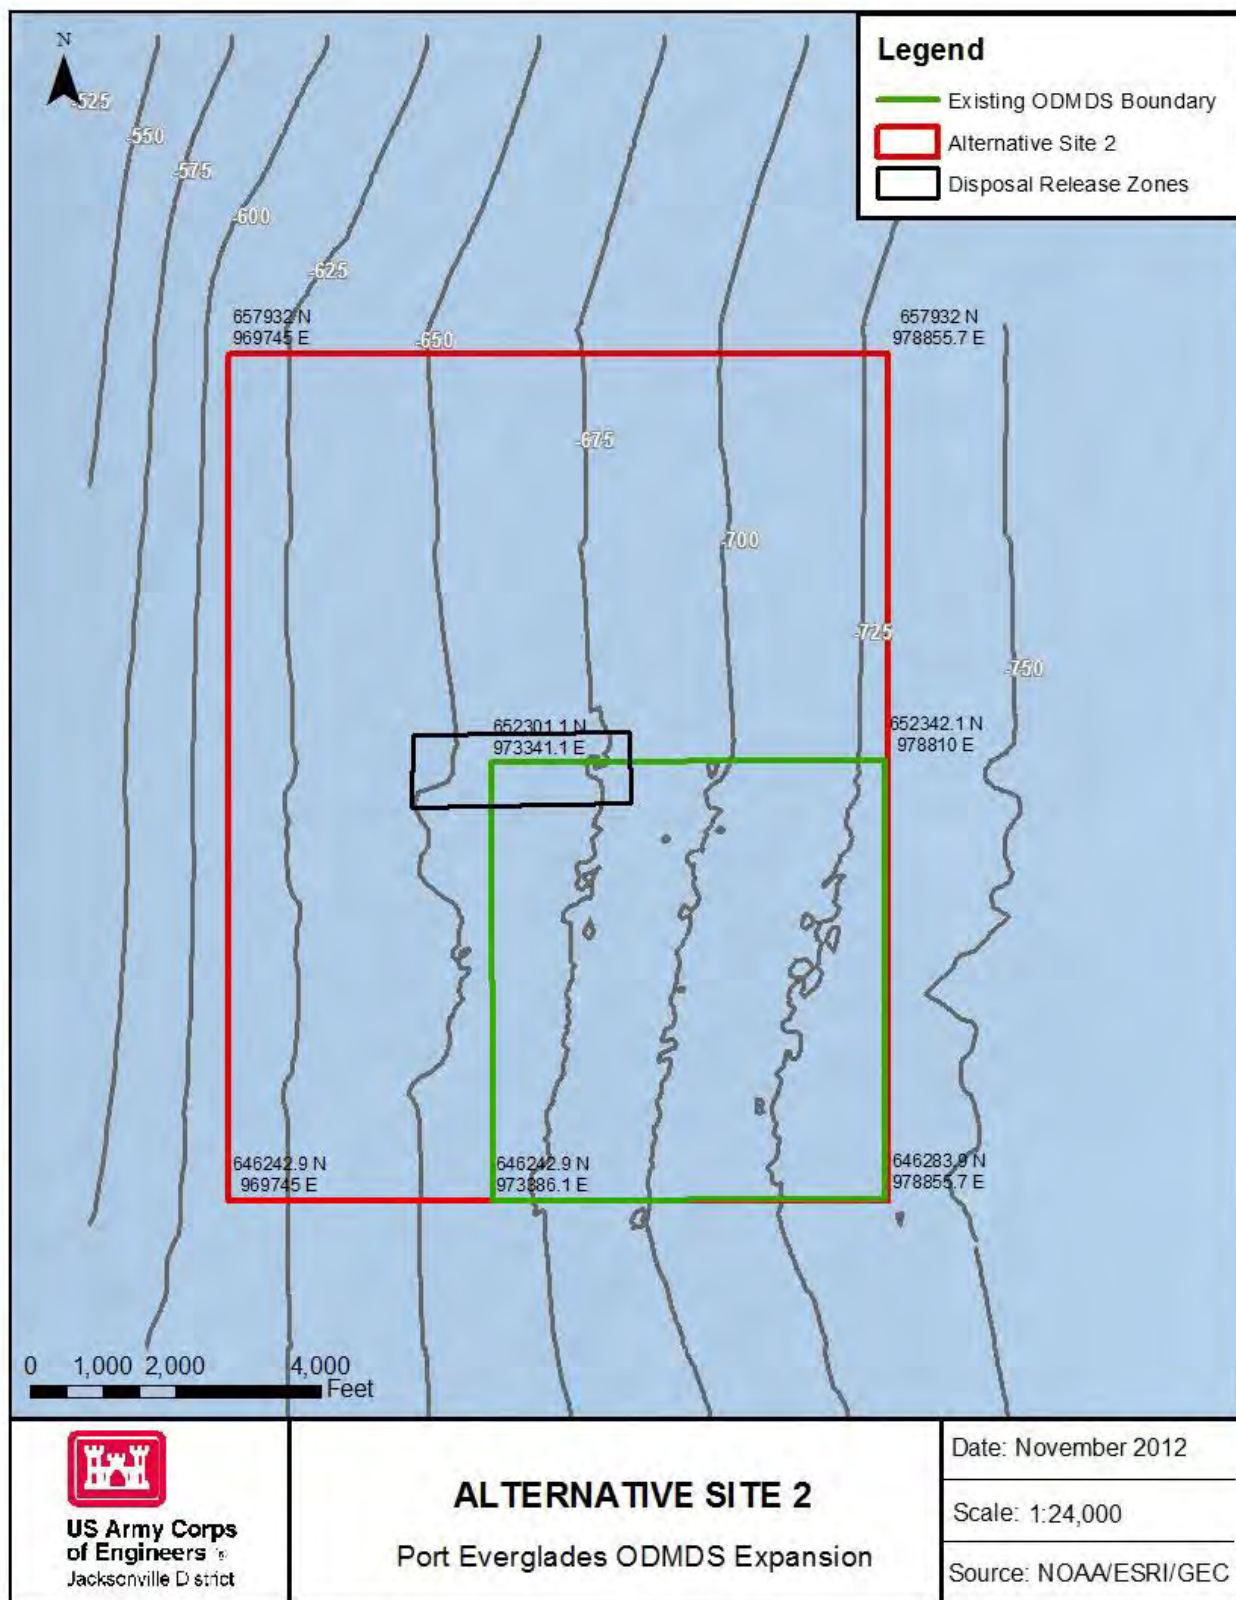 N
Legend
Existing ODMDS Boundary
Alternative Site 2
Disposal Release Zones
-525
-550
-575
-600
-625
657932 N
969745 E
657932 N
978855.7 E
-650
-675
-700
-725
-750
652301.1 N
973341.1 E
652342.1 N
978810 E
646242.9 N
969745 E
646242.9 N
973386.1 E
646283.9 N
978855.7 E
0 1,000 2,000 4,000
Feet
US Army Corps
of Engineers
Jacksonville D strict
ALTERNATIVE SITE 2
Port Everglades ODMDS Expansion
Date: November 2012
Scale: 1:24,000
Source: NOAA/ESRI/GEC